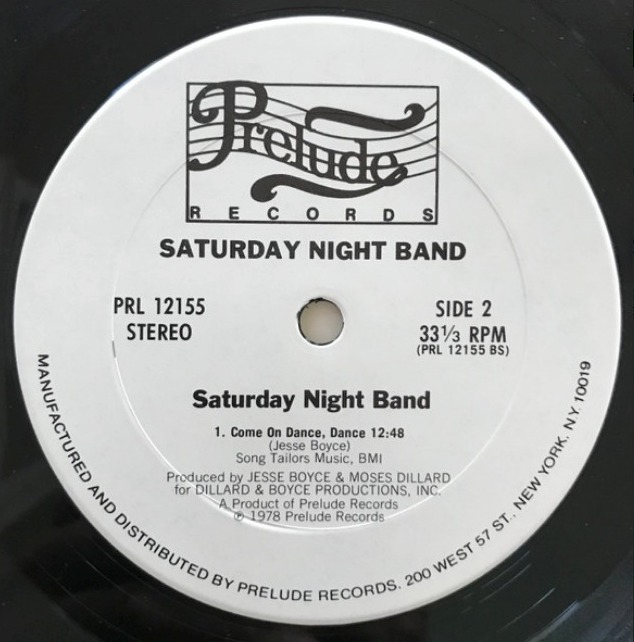 Prelude
RECORDS
SATURDAY NIGHT BAND
PRL 12155
STEREO
SIDE 2
33 1/3 RPM
(PRL 12155 BS)
Saturday Night Band
1. Come On Dance, Dance 12:48
(Jesse Boyce)
Song Tailors Music, BMI
Produced by JESSE BOYCE & MOSES DILLARD
for DILLARD & BOYCE PRODUCTIONS, INC.
A Product of Prelude Records
℗ 1978 Prelude Records
MANUFACTURED AND DISTRIBUTED BY PRELUDE RECORDS. 200 WEST 57 ST., NEW YORK, N.Y. 10019